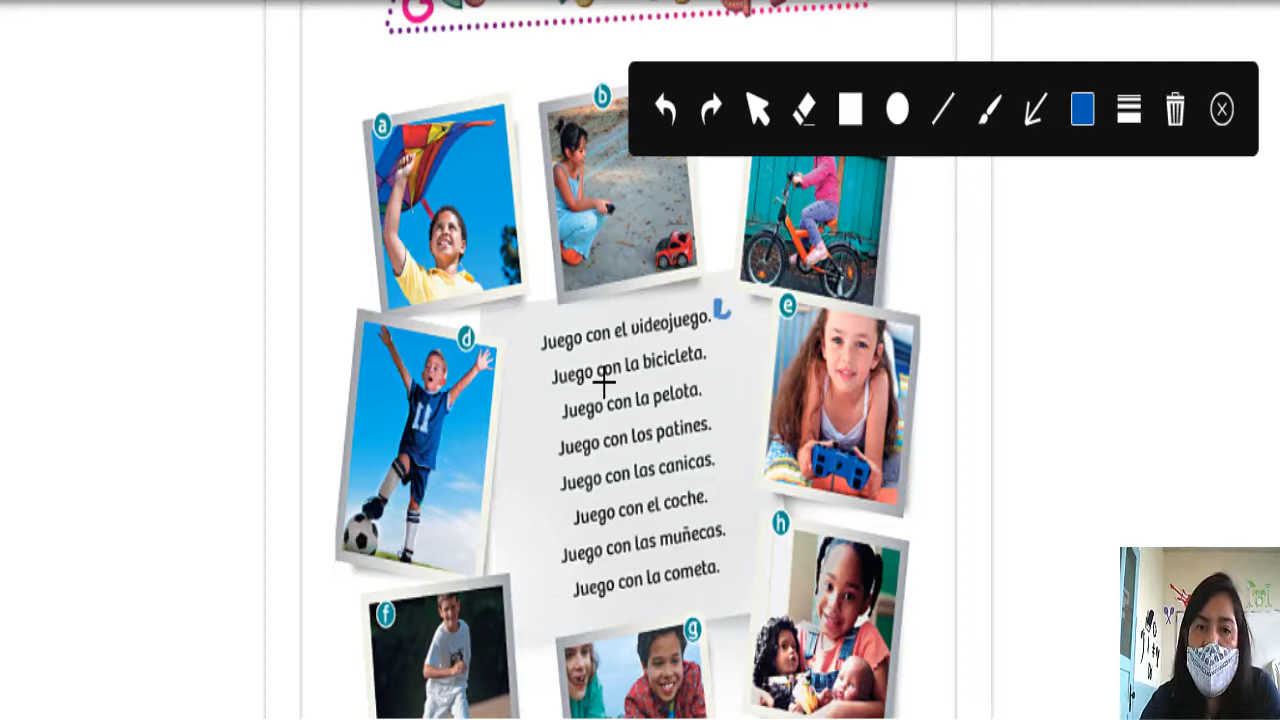 a
b
d
e
Juego con el videojuego.
Juego con la bicicleta.
Juego con la pelota.
Juego con los patines.
Juego con las canicas.
Juego con el coche.
Juego con las muñecas.
Juego con la cometa.
11
h
f
g